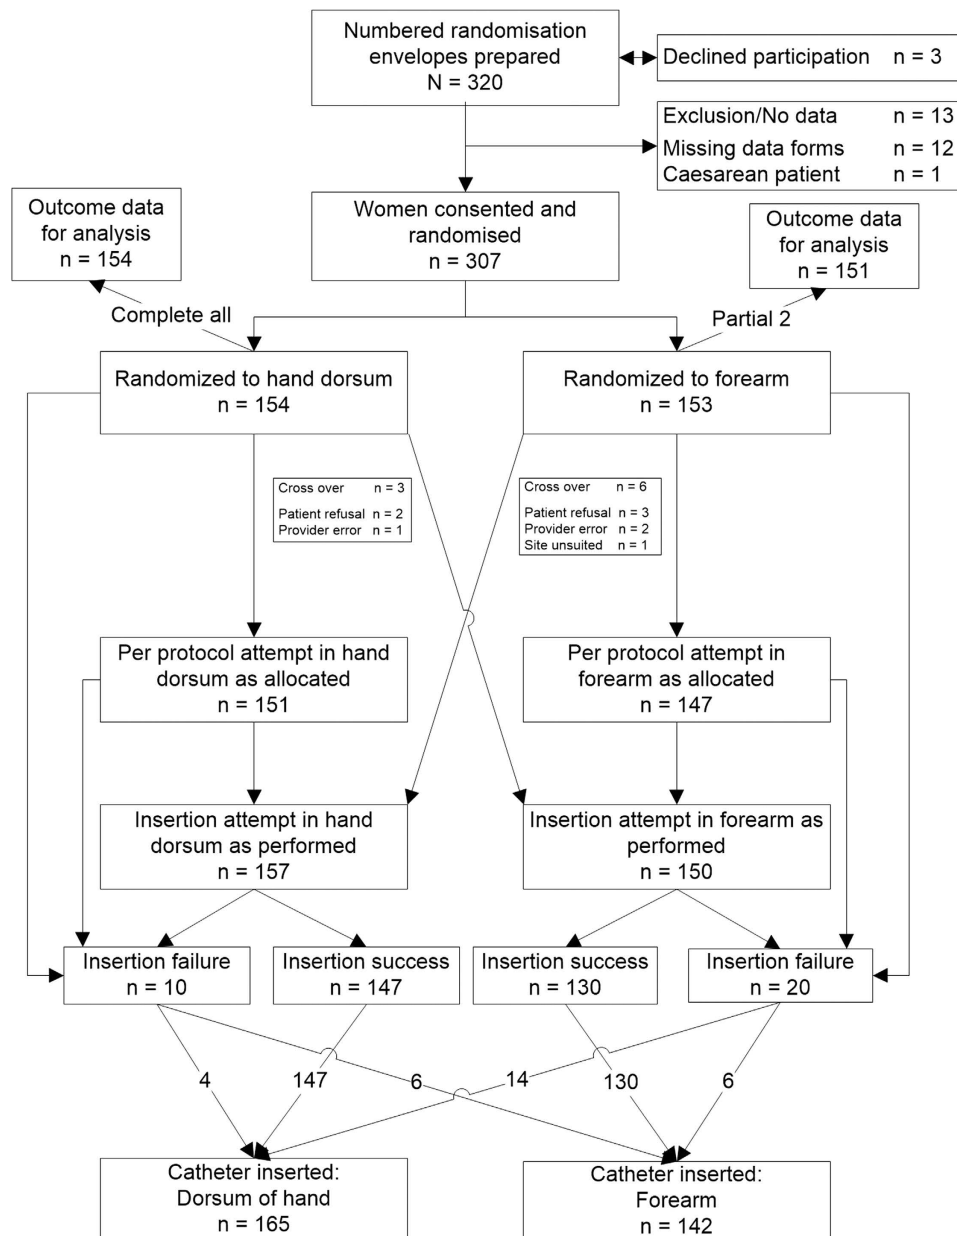 Numbered randomisation
envelopes prepared
N = 320
Declined participation n = 3
Exclusion/No data n = 13
Missing data forms n = 12
Caesarean patient n = 1
Women consented and
randomised
n = 307
Outcome data
for analysis
n = 154
Outcome data
for analysis
n = 151
Complete all
Partial 2
Randomized to hand dorsum
n = 154
Randomized to forearm
n = 153
Cross over n = 3
Patient refusal n = 2
Provider error n = 1
Cross over n = 6
Patient refusal n = 3
Provider error n = 2
Site unsuited n = 1
Per protocol attempt in hand
dorsum as allocated
n = 151
Per protocol attempt in
forearm as allocated
n = 147
Insertion attempt in hand
dorsum as performed
n = 157
Insertion attempt in forearm as
performed
n = 150
Insertion failure
n = 10
Insertion success
n = 147
Insertion success
n = 130
Insertion failure
n = 20
4 147 6 14 130 6
Catheter inserted:
Dorsum of hand
n = 165
Catheter inserted:
Forearm
n = 142